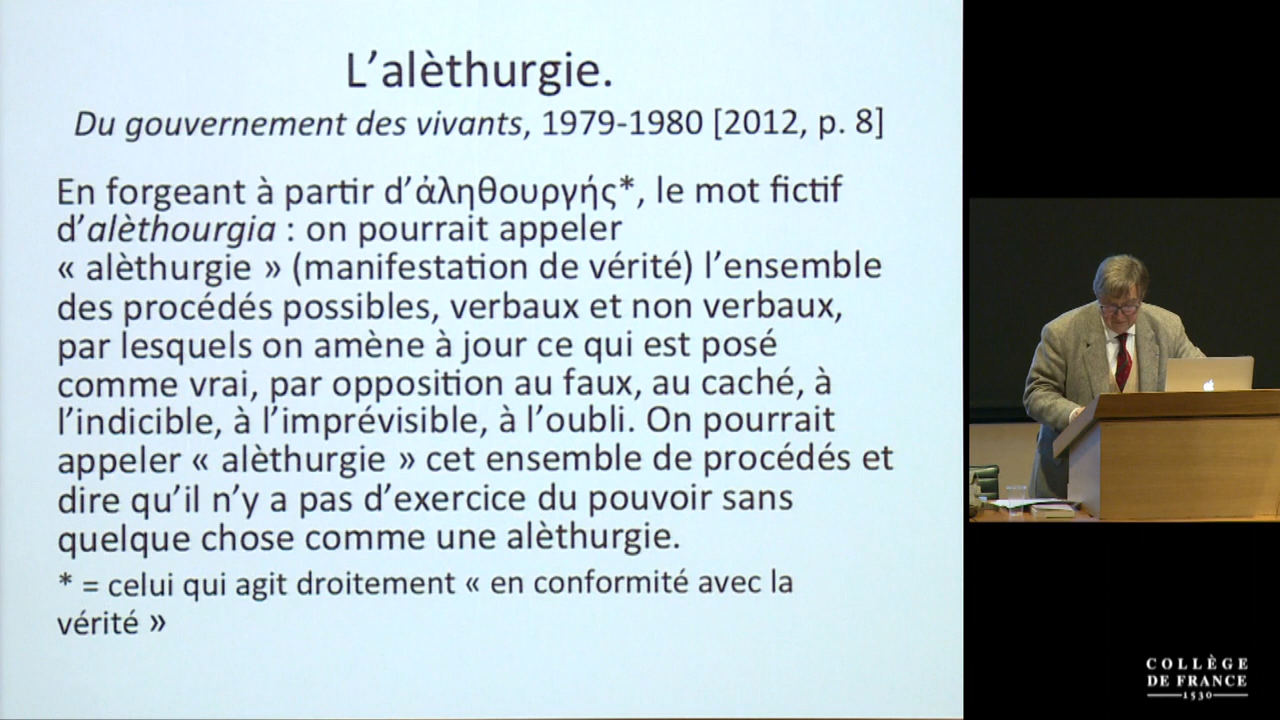 L’alèthurgie.
Du gouvernement des vivants, 1979-1980 [2012, p. 8]
En forgeant à partir d’ἀληθουργής*, le mot fictif
d’alèthourgia : on pourrait appeler
« alèthurgie » (manifestation de vérité) l’ensemble
des procédés possibles, verbaux et non verbaux,
par lesquels on amène à jour ce qui est posé
comme vrai, par opposition au faux, au caché, à
l’indicible, à l’imprévisible, à l’oubli. On pourrait
appeler « alèthurgie » cet ensemble de procédés et
dire qu’il n’y a pas d’exercice du pouvoir sans
quelque chose comme une alèthurgie.
* = celui qui agit droitement « en conformité avec la
vérité »
COLLÈGE
DE FRANCE
1530